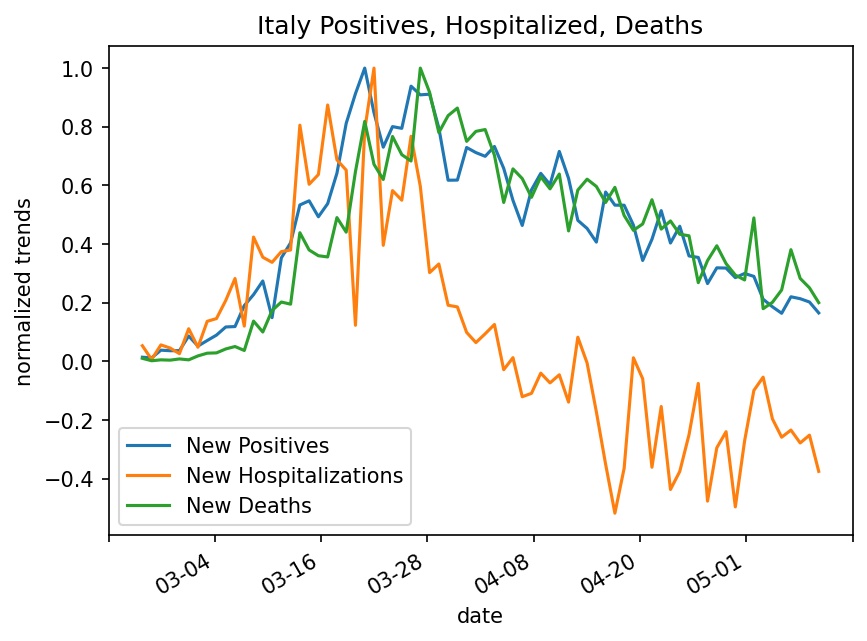 Italy Positives, Hospitalized, Deaths
normalized trends
1.0
0.8
0.6
0.4
0.2
0.0
−0.2
−0.4
New Positives
New Hospitalizations
New Deaths
03-04
03-16
03-28
04-08
04-20
05-01
date